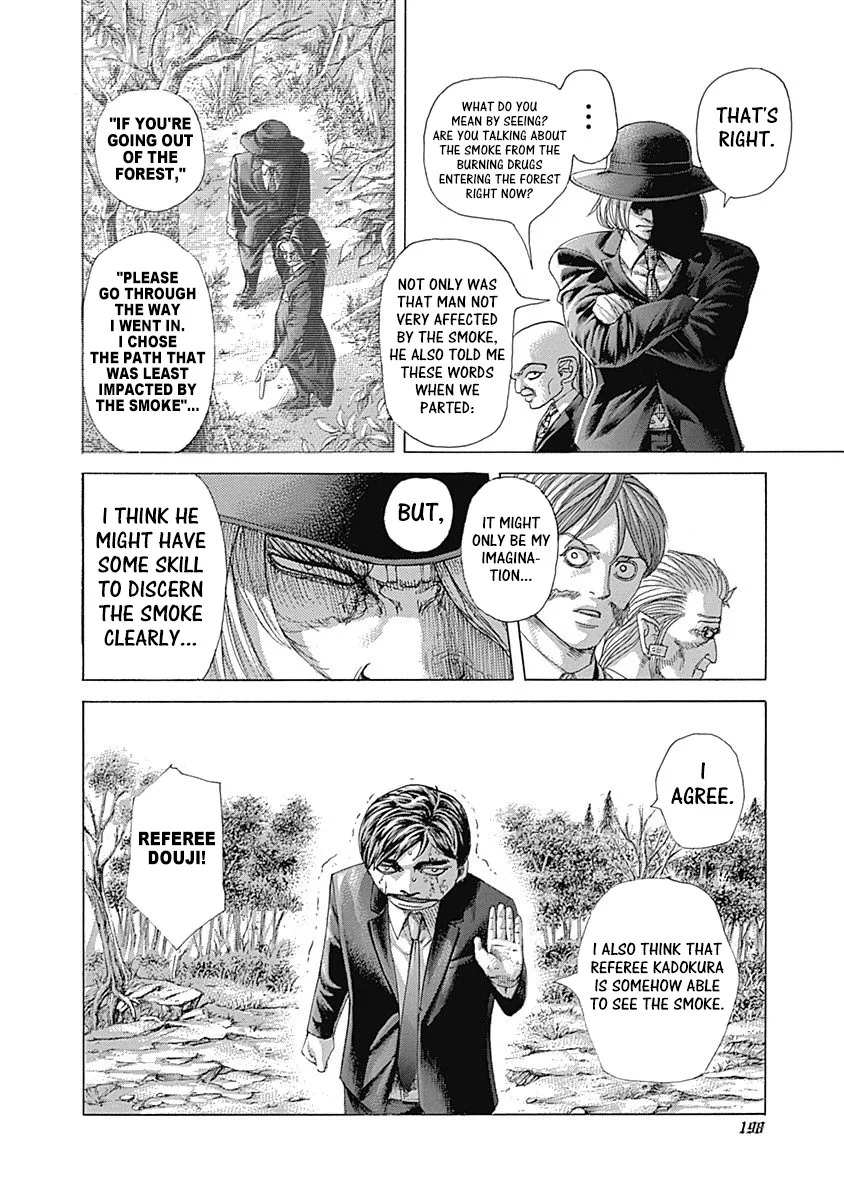 THAT'S
RIGHT.
...
WHAT DO YOU
MEAN BY SEEING?
ARE YOU TALKING ABOUT
THE SMOKE FROM THE
BURNING DRUGS
ENTERING THE FOREST
RIGHT NOW?
NOT ONLY WAS
THAT MAN NOT
VERY AFFECTED
BY THE SMOKE,
HE ALSO TOLD ME
THESE WORDS
WHEN WE
PARTED:
"IF YOU'RE
GOING OUT
OF THE
FOREST,"
"PLEASE
GO THROUGH
THE WAY
I WENT IN.
I CHOSE
THE PATH THAT
WAS LEAST
IMPACTED BY
THE SMOKE"...
IT MIGHT
ONLY BE MY
IMAGINA-
TION...
BUT,
I THINK HE
MIGHT HAVE
SOME SKILL
TO DISCERN
THE SMOKE
CLEARLY...
I
AGREE.
REFEREE
DOUJI!
I ALSO THINK THAT
REFEREE KADOKURA
IS SOMEHOW ABLE
TO SEE THE SMOKE.
198